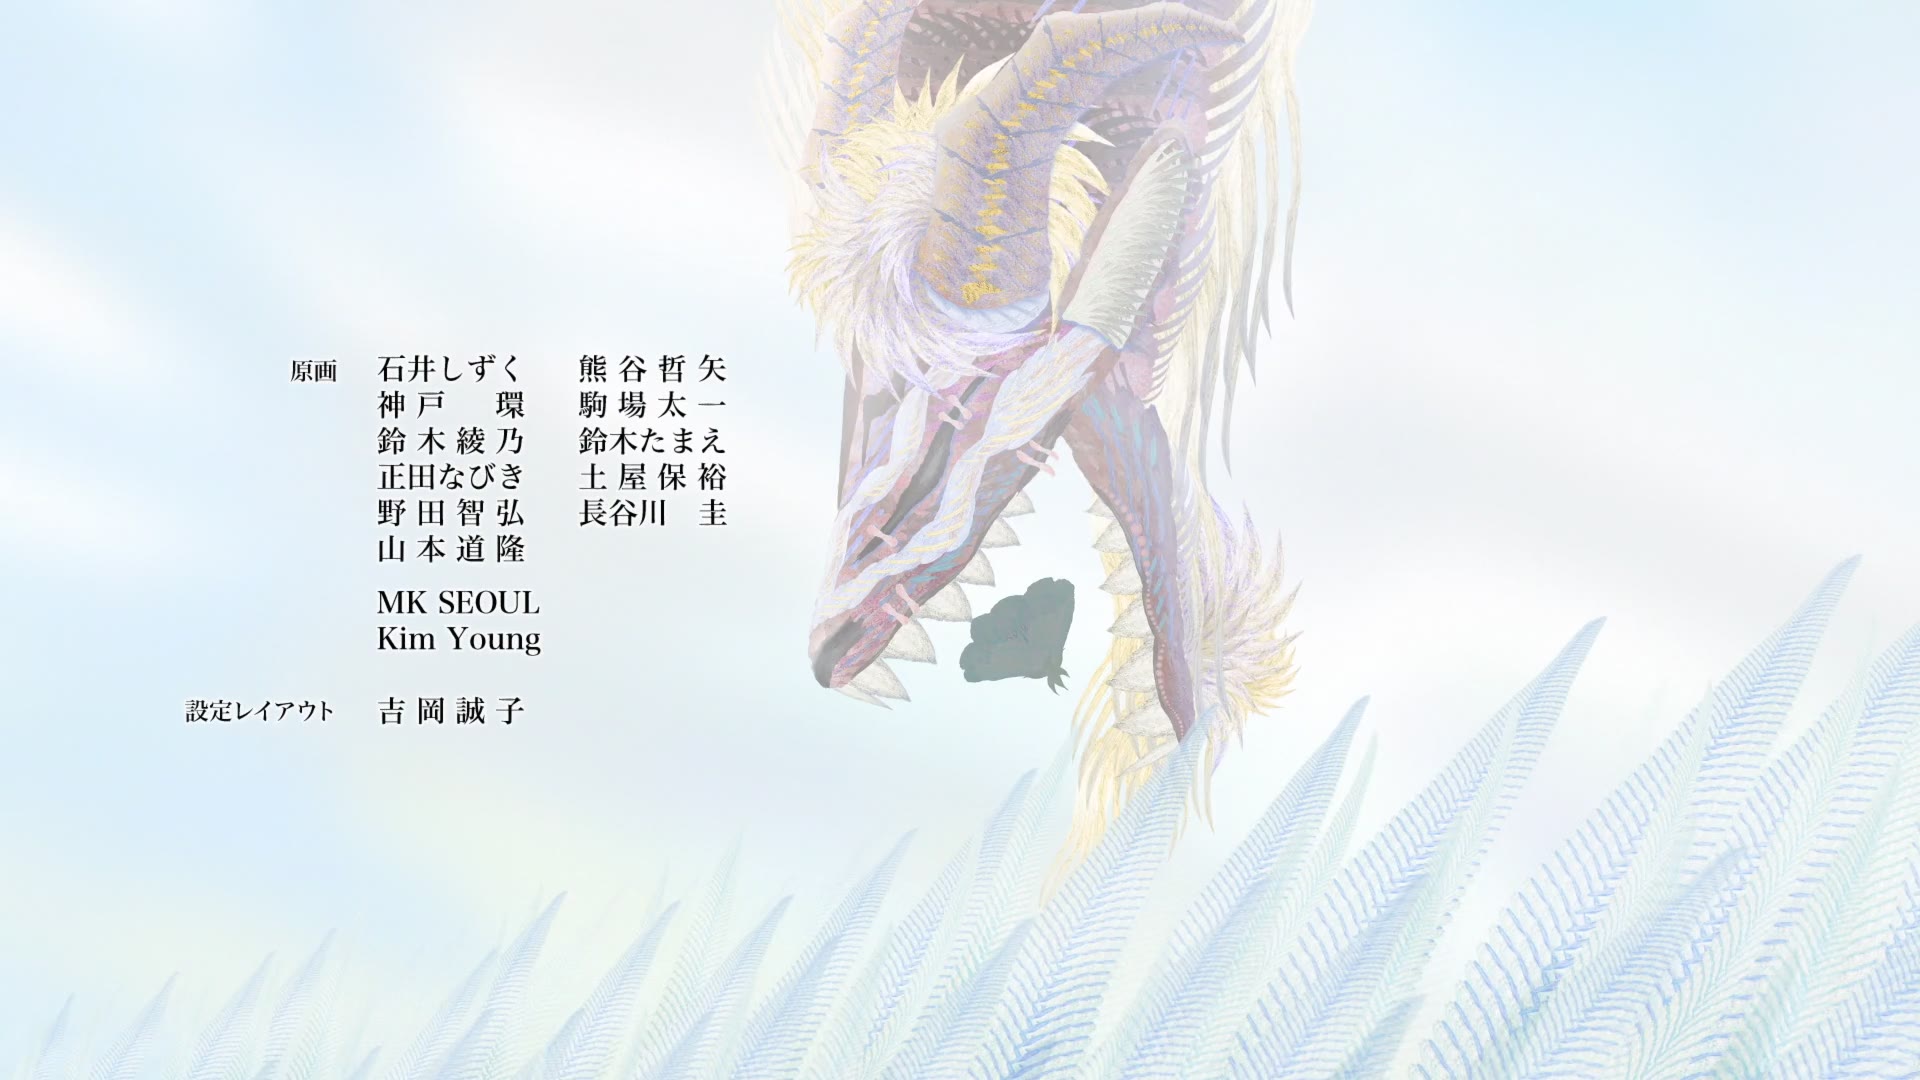 原画 石井しずく 熊谷哲矢
神戸 環 駒場太一
鈴木綾乃 鈴木たまえ
正田なびき 土屋保裕
野田智弘 長谷川 圭
山本道隆
MK SEOUL
Kim Young
設定レイアウト 吉岡誠子